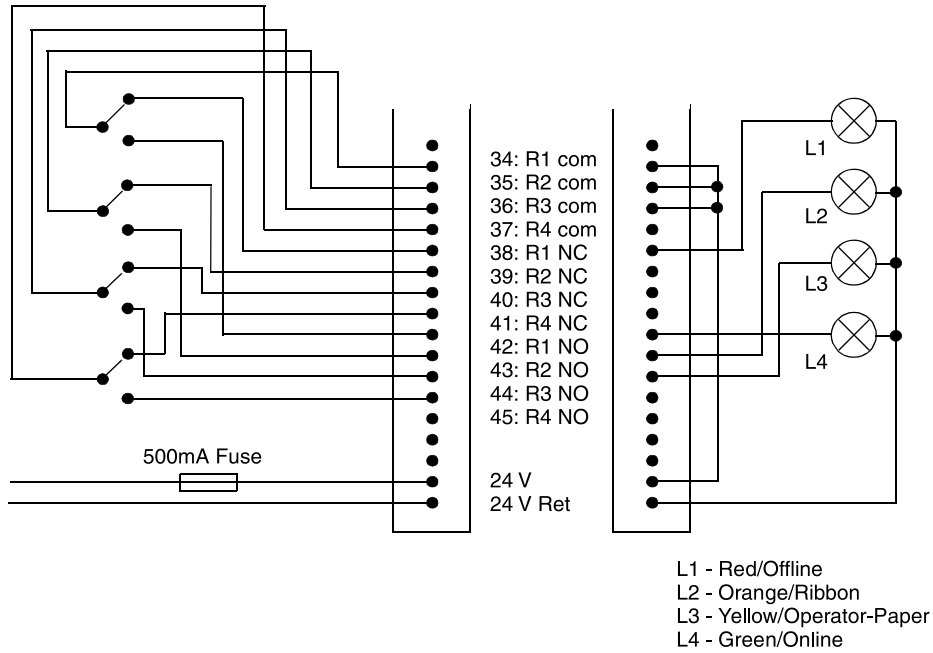 34: R1 com
35: R2 com
36: R3 com
37: R4 com
38: R1 NC
39: R2 NC
40: R3 NC
41: R4 NC
42: R1 NO
43: R2 NO
44: R3 NO
45: R4 NO
500mA Fuse
24 V
24 V Ret
L1
L2
L3
L4
L1 - Red/Offline
L2 - Orange/Ribbon
L3 - Yellow/Operator-Paper
L4 - Green/Online